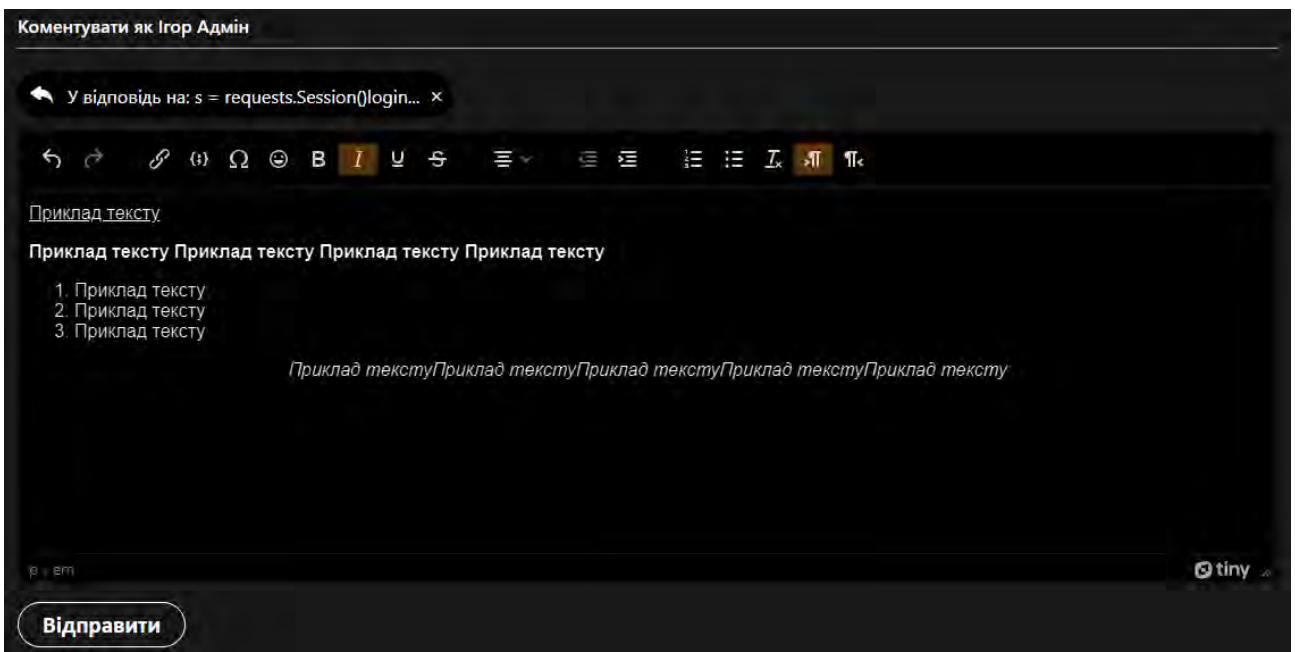 Коментувати як Ігор Адмін
У відповідь на: s = requests.Session()login... ×
Приклад тексту
Приклад тексту Приклад тексту Приклад тексту Приклад тексту
1. Приклад тексту
2. Приклад тексту
3. Приклад тексту
Приклад текстуПриклад текстуПриклад текстуПриклад текстуПриклад тексту
p › em
tiny
Відправити